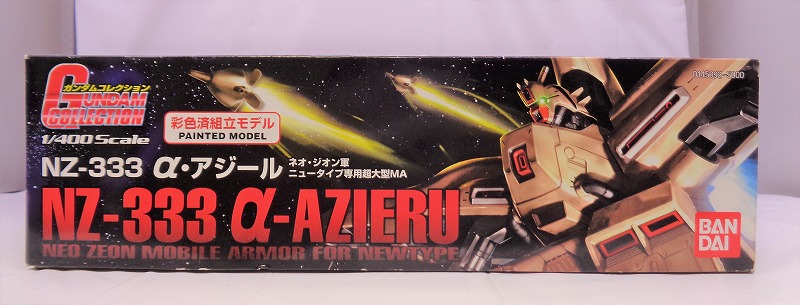 ガンダムコレクション
GUNDAM
COLLECTION
1/400 Scale
彩色済組立モデル
PAINTED MODEL
NZ-333 α・アジール
ネオ・ジオン軍
ニュータイプ専用超大型MA
NZ-333 α-AZIERU
NEO ZEON MOBILE ARMOR FOR NEWTYPE
BAN
DAI